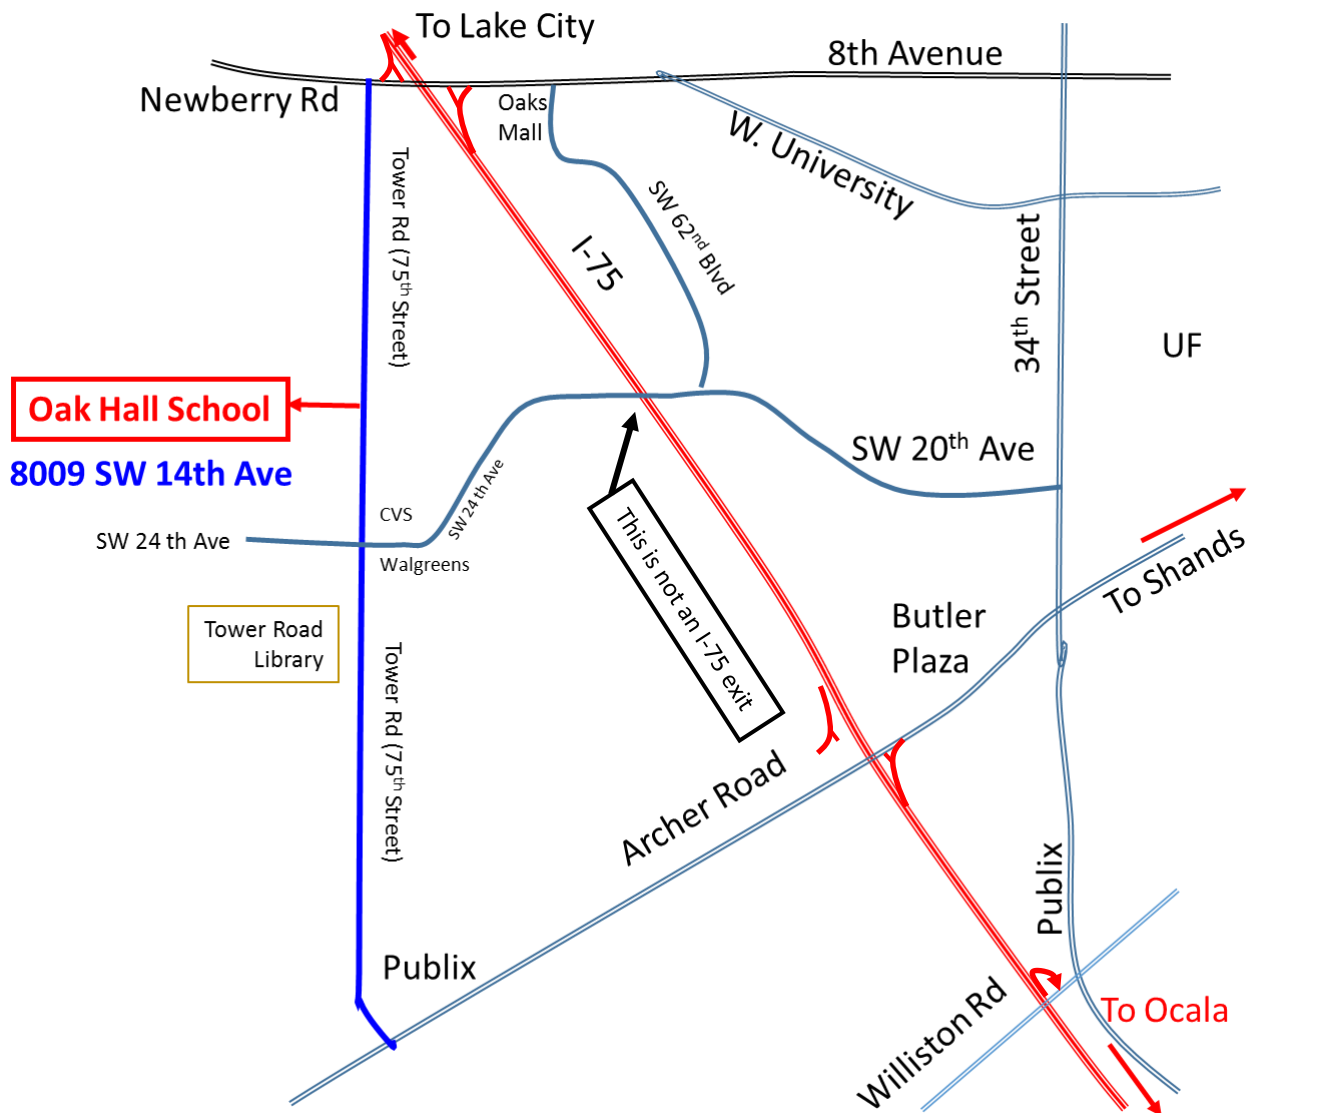 To Lake City
8th Avenue
Newberry Rd
Oaks
Mall
W. University
Tower Rd (75th Street)
SW 62nd Blvd
I-75
34th Street
UF
Oak Hall School
8009 SW 14th Ave
SW 20th Ave
CVS
SW 24 th Ave
SW 24 th Ave
Walgreens
This is not an I-75 exit
To Shands
Tower Road
Library
Butler
Plaza
Tower Rd (75th Street)
Archer Road
Publix
Publix
Williston Rd
To Ocala